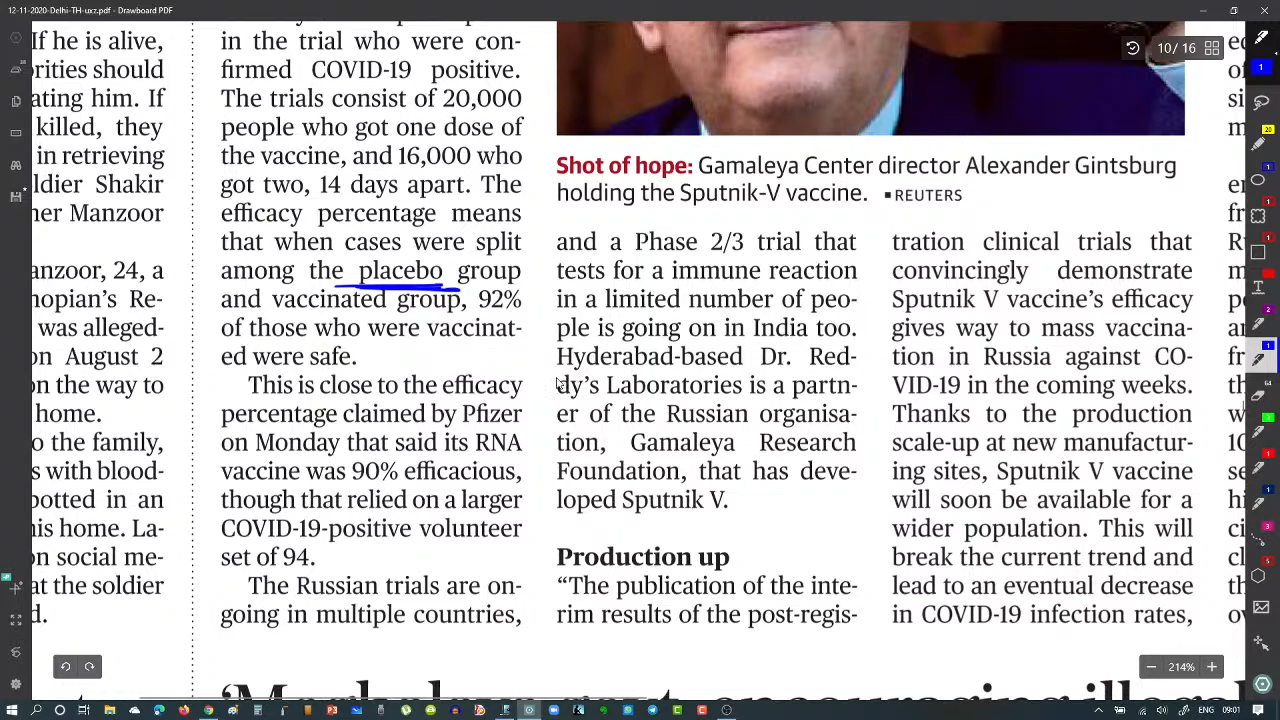 12-11-2020-Delhi-TH-uxz.pdf - Drawboard PDF
10 / 16
If he is alive,
should
ating him. If
killed, they
in retrieving
Shakir
Manzoor
24, a
Re-
was
on August 2
on the way to
home.
the family,
with blood-
in an
his home. La-
on social me-
at the soldier
in the trial who were con-
firmed COVID-19 positive.
The trials consist of 20,000
people who got one dose of
the vaccine, and 16,000 who
got two, 14 days apart. The
efficacy percentage means
that when cases were split
among the placebo group
and vaccinated group, 92%
of those who were vaccinat-
ed were safe.
This is close to the efficacy
percentage claimed by Pfizer
on Monday that said its RNA
vaccine was 90% efficacious,
though that relied on a larger
COVID-19-positive volunteer
set of 94.
The Russian trials are on-
going in multiple countries,
Shot of hope: Gamaleya Center director Alexander Gintsburg
holding the Sputnik-V vaccine. ▪ REUTERS
and a Phase 2/3 trial that
tests for a immune reaction
in a limited number of peo-
ple is going on in India too.
Hyderabad-based Dr. Red-
dy’s Laboratories is a partn-
er of the Russian organisa-
tion, Gamaleya Research
Foundation, that has deve-
loped Sputnik V.
Production up
“The publication of the inte-
rim results of the post-regis-
tration clinical trials that
convincingly demonstrate
Sputnik V vaccine’s efficacy
gives way to mass vaccina-
tion in Russia against CO-
VID-19 in the coming weeks.
Thanks to the production
scale-up at new manufactur-
ing sites, Sputnik V vaccine
will soon be available for a
wider population. This will
break the current trend and
lead to an eventual decrease
in COVID-19 infection rates,
214%
ENG
09:01